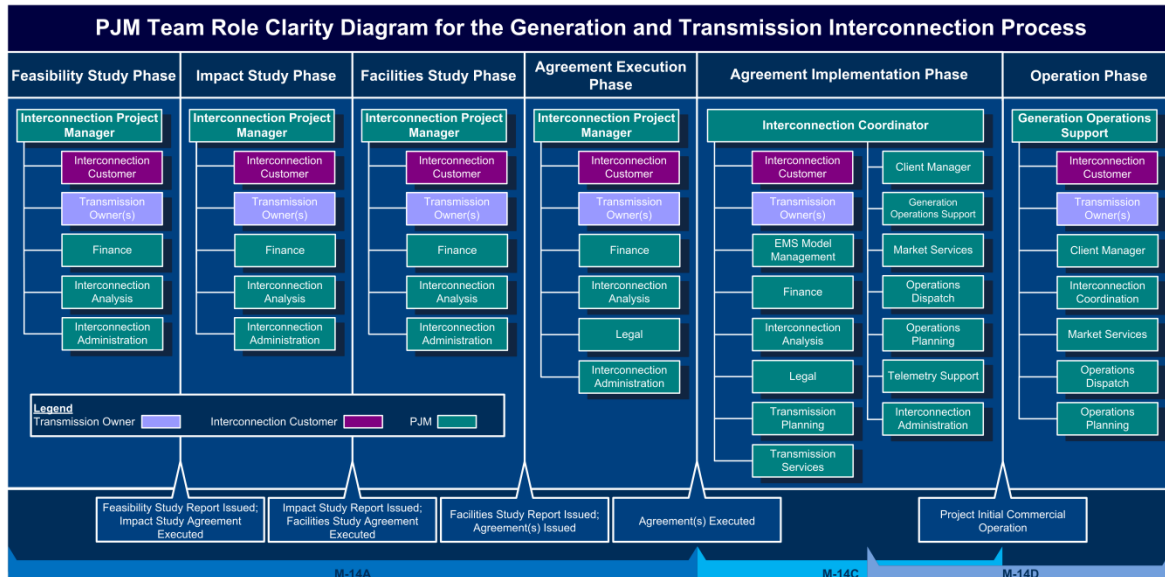 PJM Team Role Clarity Diagram for the Generation and Transmission Interconnection Process
Feasibility Study Phase
Impact Study Phase
Facilities Study Phase
Agreement Execution
Phase
Agreement Implementation Phase
Operation Phase
Interconnection Project
Manager
Interconnection
Customer
Transmission
Owner(s)
Finance
Interconnection
Analysis
Interconnection
Administration
Interconnection Project
Manager
Interconnection
Customer
Transmission
Owner(s)
Finance
Interconnection
Analysis
Interconnection
Administration
Interconnection Project
Manager
Interconnection
Customer
Transmission
Owner(s)
Finance
Interconnection
Analysis
Interconnection
Administration
Interconnection Project
Manager
Interconnection
Customer
Transmission
Owner(s)
Finance
Interconnection
Analysis
Legal
Interconnection
Administration
Interconnection Coordinator
Interconnection
Customer
Transmission
Owner(s)
EMS Model
Management
Finance
Interconnection
Analysis
Legal
Transmission
Planning
Transmission
Services
Client Manager
Generation
Operations Support
Market Services
Operations
Dispatch
Operations
Planning
Telemetry Support
Interconnection
Administration
Generation Operations
Support
Interconnection
Customer
Transmission
Owner(s)
Client Manager
Interconnection
Coordination
Market Services
Operations
Dispatch
Operations
Planning
Legend
Transmission Owner
Interconnection Customer
PJM
Feasibility Study Report Issued;
Impact Study Agreement
Executed
Impact Study Report Issued;
Facilities Study Agreement
Executed
Facilities Study Report Issued;
Agreement(s) Issued
Agreement(s) Executed
Project Initial Commercial
Operation
M-14A
M-14C
M-14D